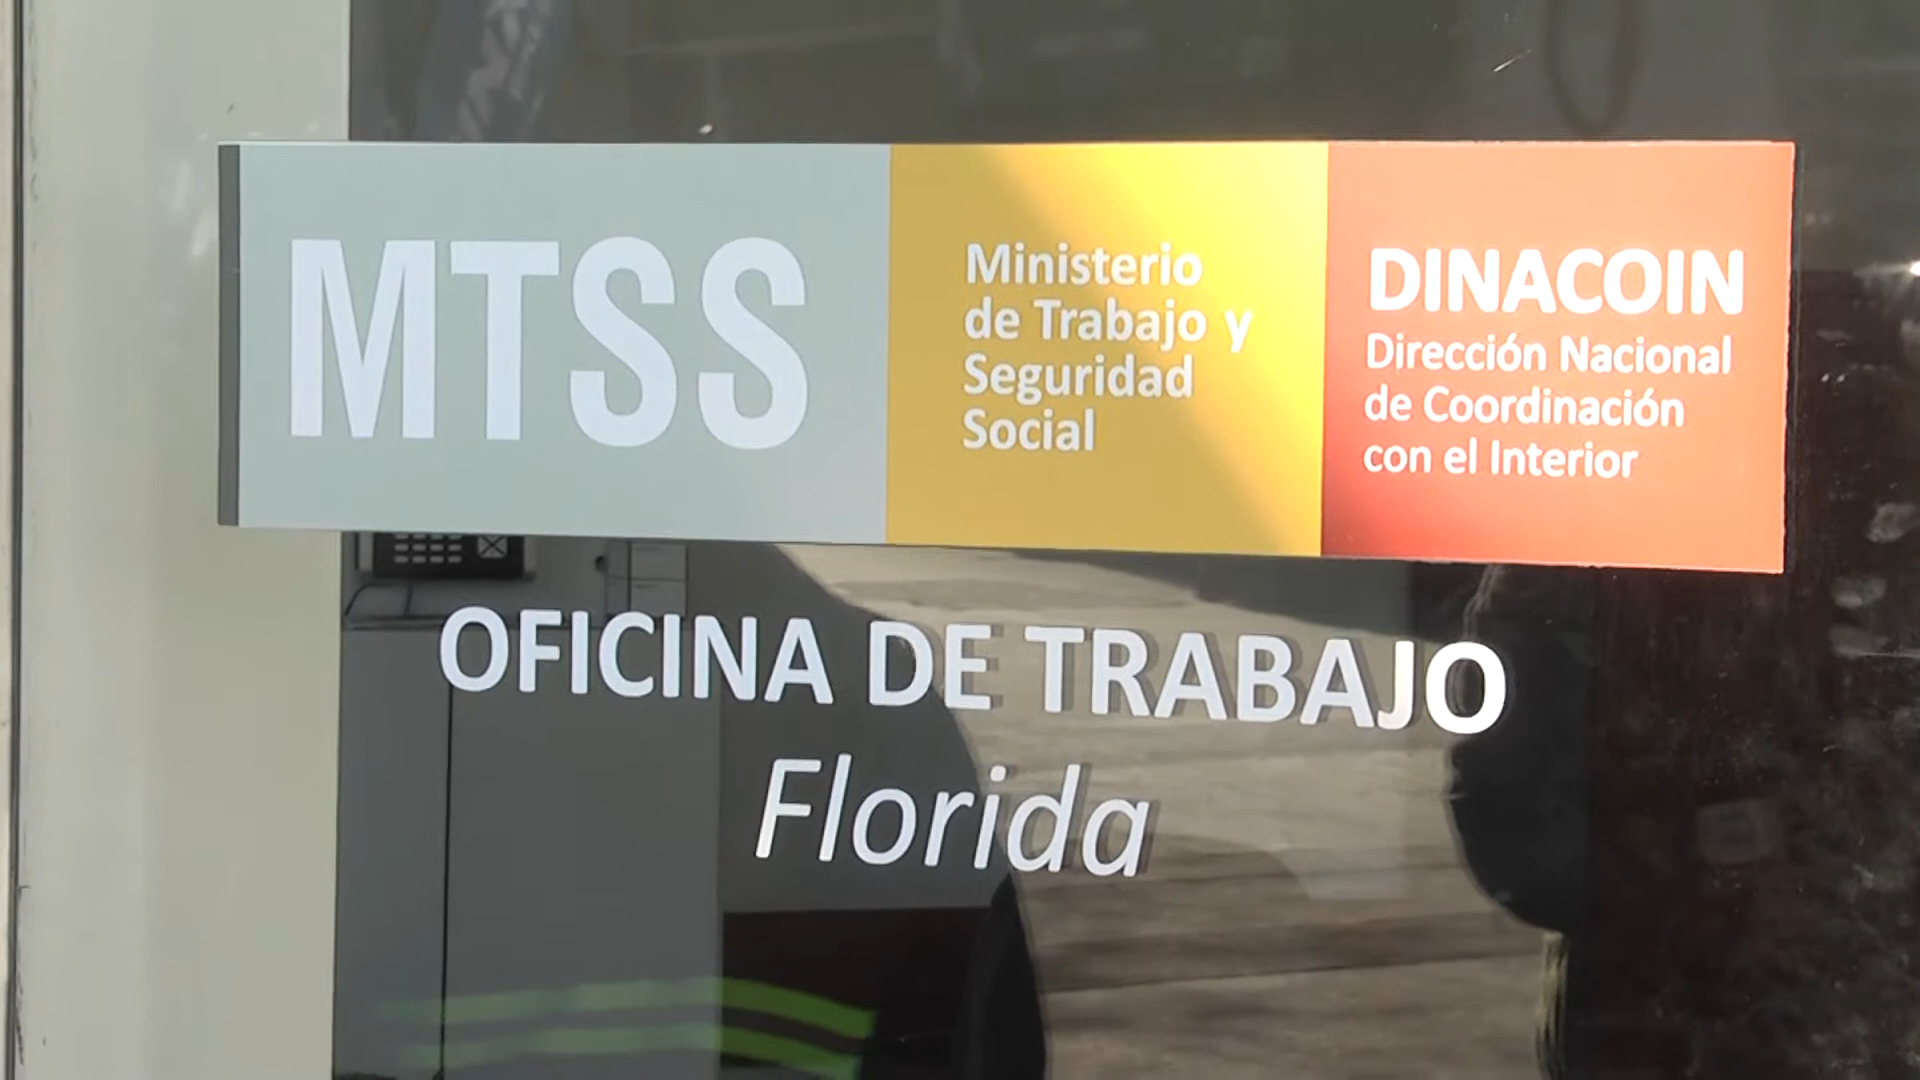 MTSS
Ministerio
de Trabajo y
Seguridad
Social
DINACOIN
Dirección Nacional
de Coordinación
con el Interior
OFICINA DE TRABAJO
Florida